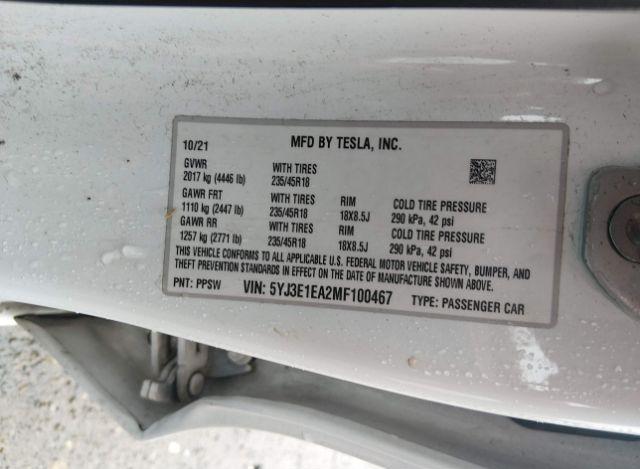 10/21 MFD BY TESLA, INC.
GVWR WITH TIRES
2017 kg (4446 lb) 235/45R18
GAWR FRT WITH TIRES RIM COLD TIRE PRESSURE
1110 kg (2447 lb) 235/45R18 18X8.5J 290 kPa, 42 psi
GAWR RR WITH TIRES RIM COLD TIRE PRESSURE
1257 kg (2771 lb) 235/45R18 18X8.5J 290 kPa, 42 psi
THIS VEHICLE CONFORMS TO ALL APPLICABLE U.S. FEDERAL MOTOR VEHICLE SAFETY, BUMPER, AND
THEFT PREVENTION STANDARDS IN EFFECT ON THE DATE OF MANUFACTURE SHOWN ABOVE.
PNT: PPSW VIN: 5YJ3E1EA2MF100467 TYPE: PASSENGER CAR